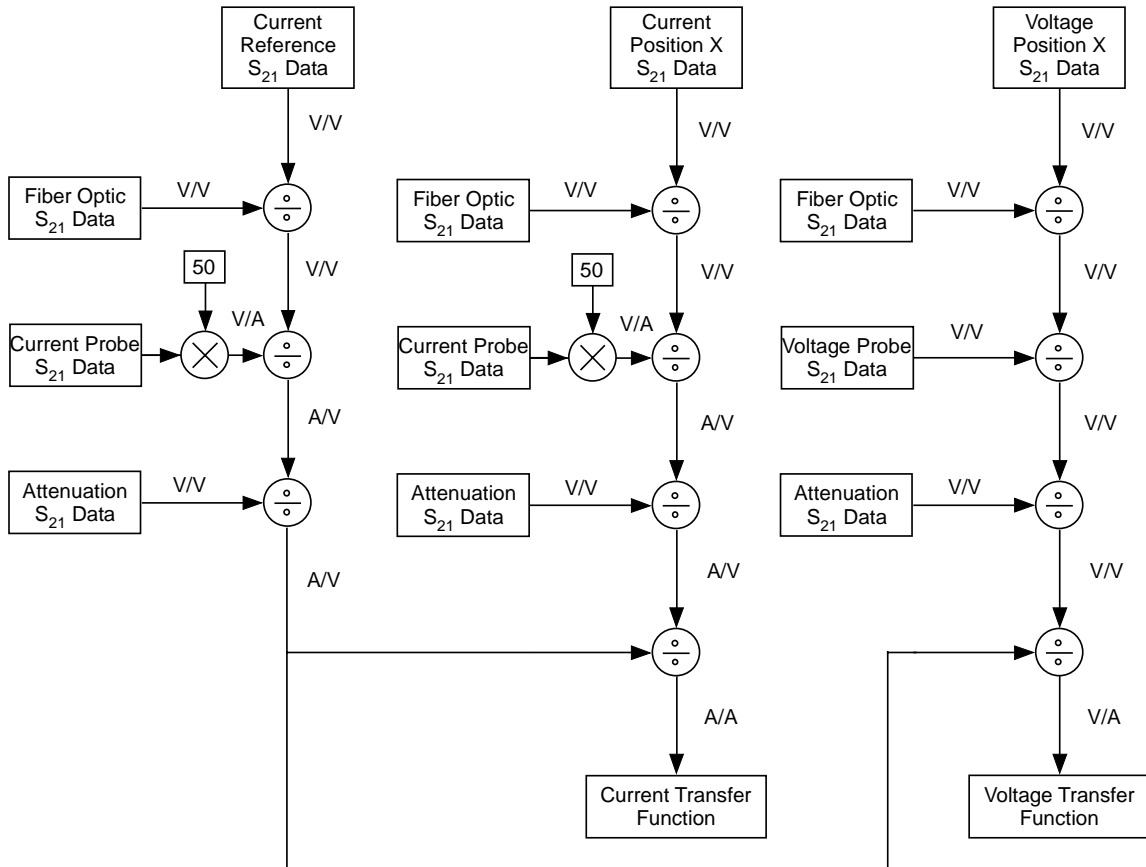 Current
Reference
S21 Data
Current
Position X
S21 Data
Voltage
Position X
S21 Data
V/V
V/V
V/V
Fiber Optic
S21 Data
V/V
Fiber Optic
S21 Data
V/V
Fiber Optic
S21 Data
V/V
V/V
V/V
V/V
50
50
Current Probe
S21 Data
V/A
Current Probe
S21 Data
V/A
Voltage Probe
S21 Data
V/V
A/V
A/V
V/V
Attenuation
S21 Data
V/V
Attenuation
S21 Data
V/V
Attenuation
S21 Data
V/V
A/V
A/V
V/V
A/A
V/A
Current Transfer
Function
Voltage Transfer
Function